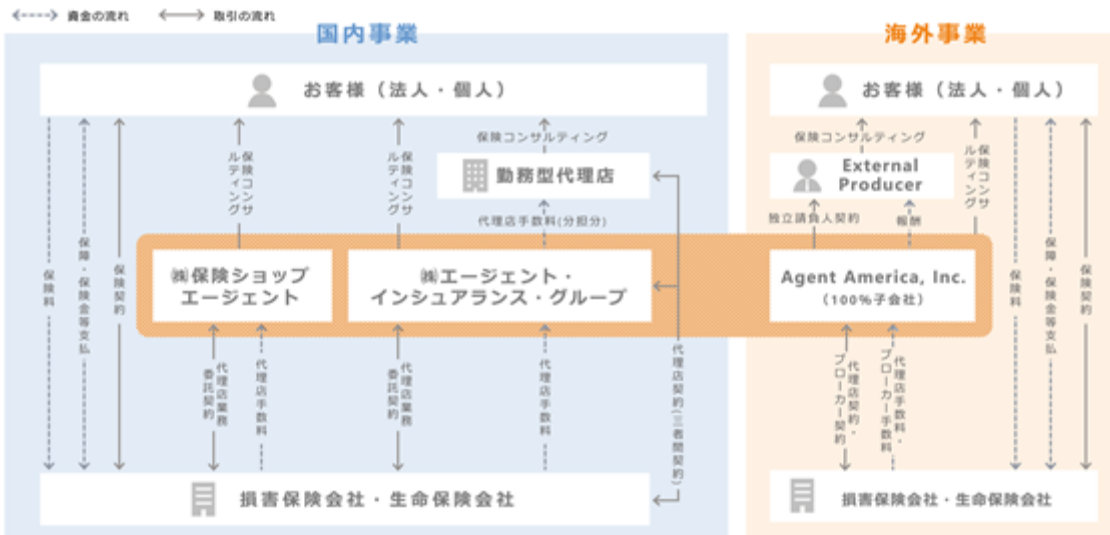 資金の流れ
取引の流れ
国内事業
お客様（法人・個人）
保険コンサルティング
勤務型代理店
代理店手数料(分担分)
保険コンサ
ルティング
保険コンサ
ルティング
保険料
保障・保険金等支払
保険契約
㈱保険ショップ
エージェント
㈱エージェント・
インシュアランス・グループ
代理店業務
委託契約
代理店手数料
代理店業務
委託契約
代理店手数料
代理店契約(三者間契約)
損害保険会社・生命保険会社
海外事業
お客様（法人・個人）
保険コンサルティング
External
Producer
保険コンサ
ルティング
独立請負人契約
報酬
Agent America, Inc.
（100%子会社）
保険料
保障・保険金等支払
保険契約
代理店契約・
ブローカー契約
代理店手数料・
ブローカー手数料
損害保険会社・生命保険会社